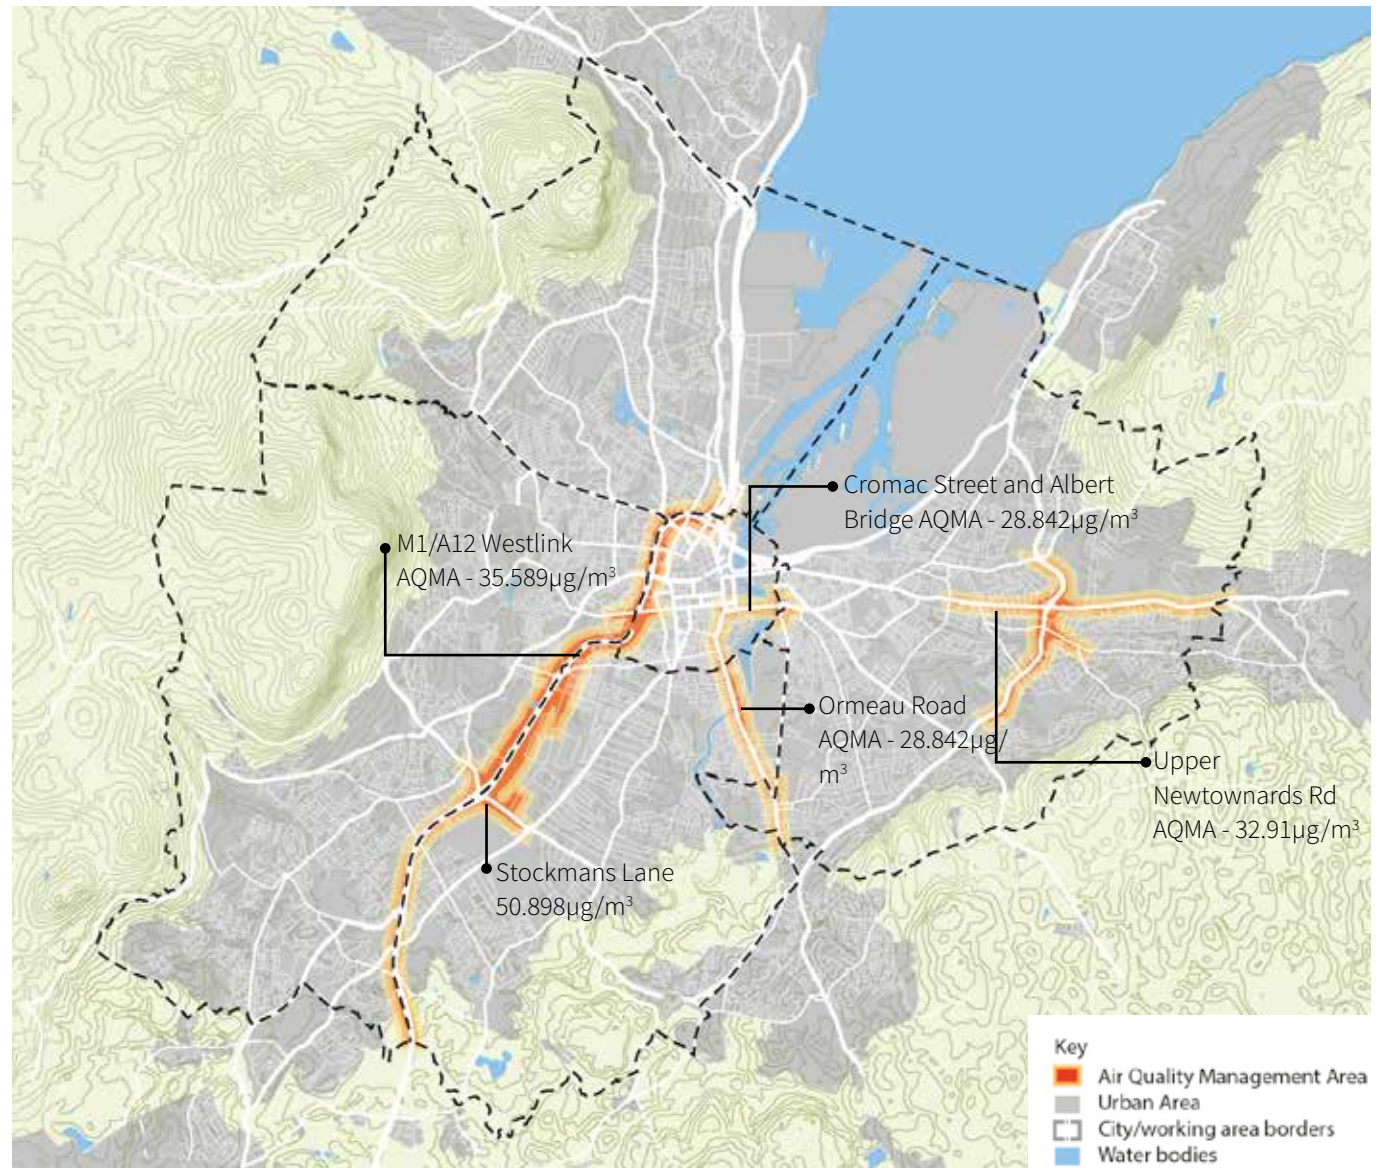 Cromac Street and Albert
Bridge AQMA - 28.842µg/m³
M1/A12 Westlink
AQMA - 35.589µg/m³
Ormeau Road
AQMA - 28.842µg/
m³
Upper
Newtownards Rd
AQMA - 32.91µg/m³
Stockmans Lane
50.898µg/m³
Key
Air Quality Management Area
Urban Area
City/working area borders
Water bodies